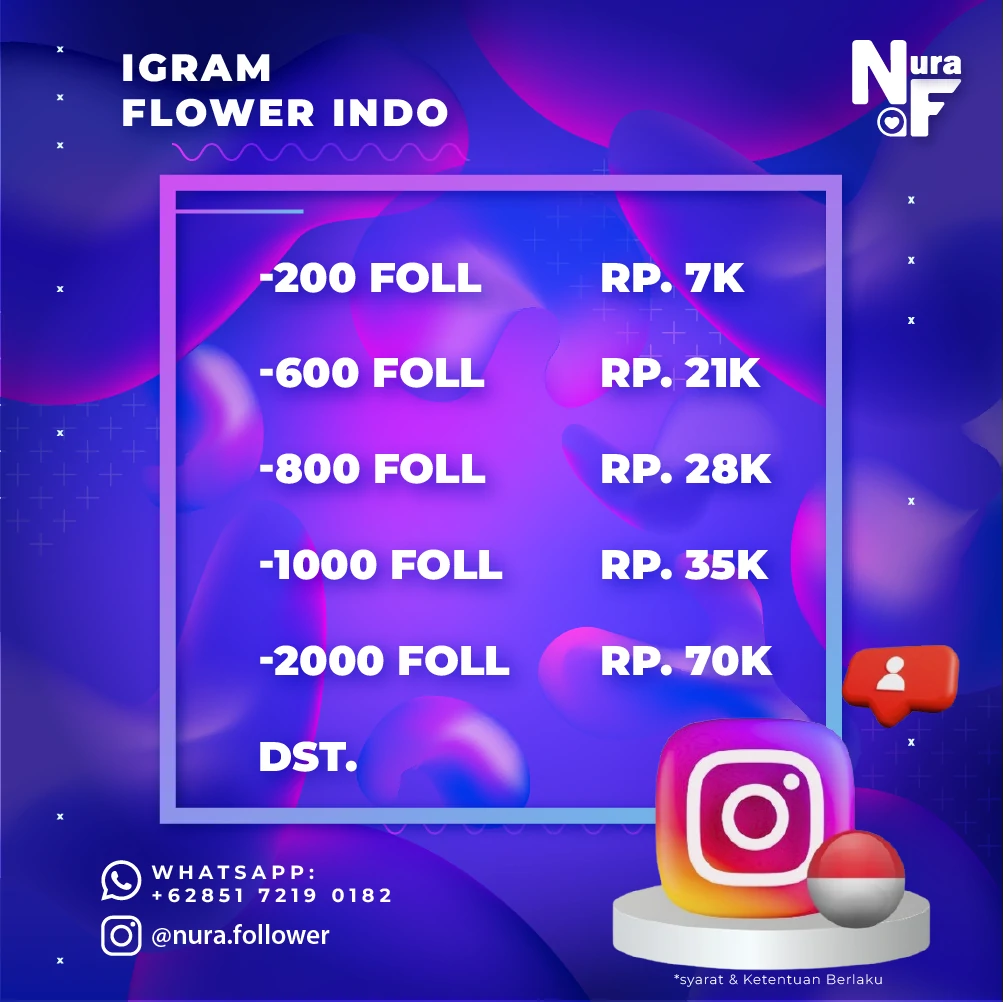 IGRAM
FLOWER INDO
Nura
aF
-200 FOLL RP. 7K
-600 FOLL RP. 21K
-800 FOLL RP. 28K
-1000 FOLL RP. 35K
-2000 FOLL RP. 70K
DST.
WHATSAPP:
+62851 7219 0182
@nura.follower
*syarat & Ketentuan Berlaku